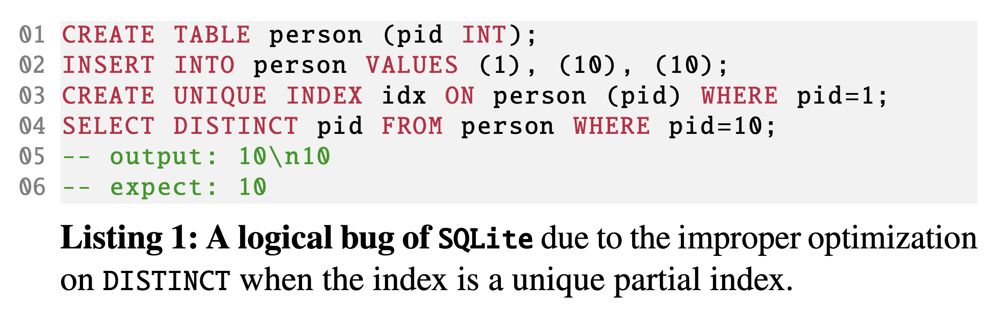 01 CREATE TABLE person (pid INT);
02 INSERT INTO person VALUES (1), (10), (10);
03 CREATE UNIQUE INDEX idx ON person (pid) WHERE pid=1;
04 SELECT DISTINCT pid FROM person WHERE pid=10;
05 -- output: 10\n10
06 -- expect: 10
Listing 1: A logical bug of SQLite due to the improper optimization
on DISTINCT when the index is a unique partial index.